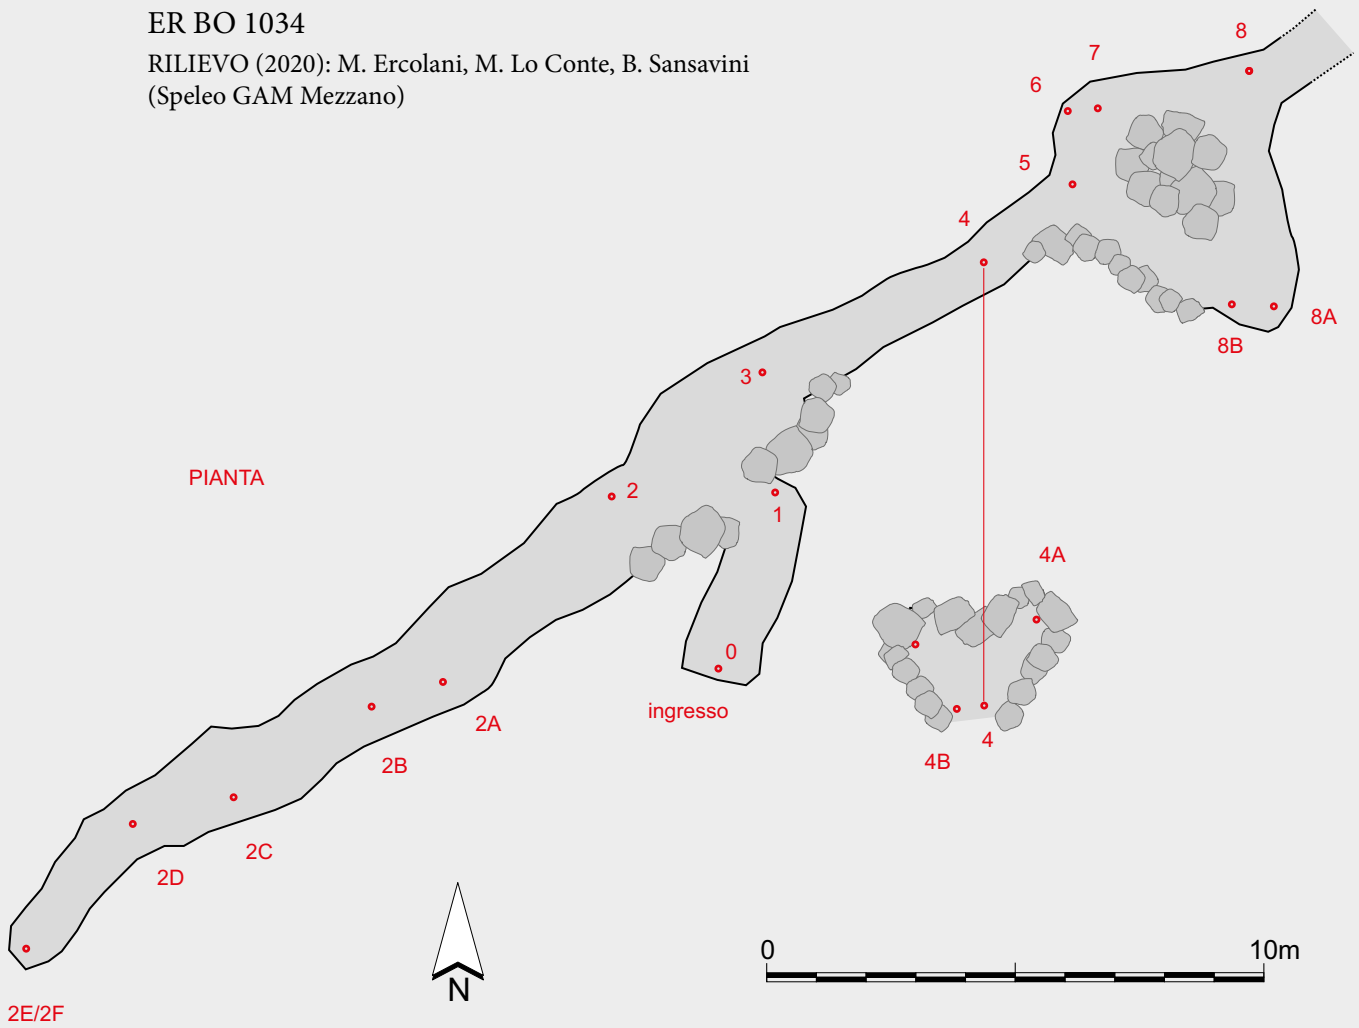 ER BO 1034
RILIEVO (2020): M. Ercolani, M. Lo Conte, B. Sansavini
(Speleo GAM Mezzano)
8
7
6
5
4
8A
8B
3
PIANTA
2
1
4A
0
ingresso
2A
4
4B
2B
2C
2D
0
10m
N
2E/2F